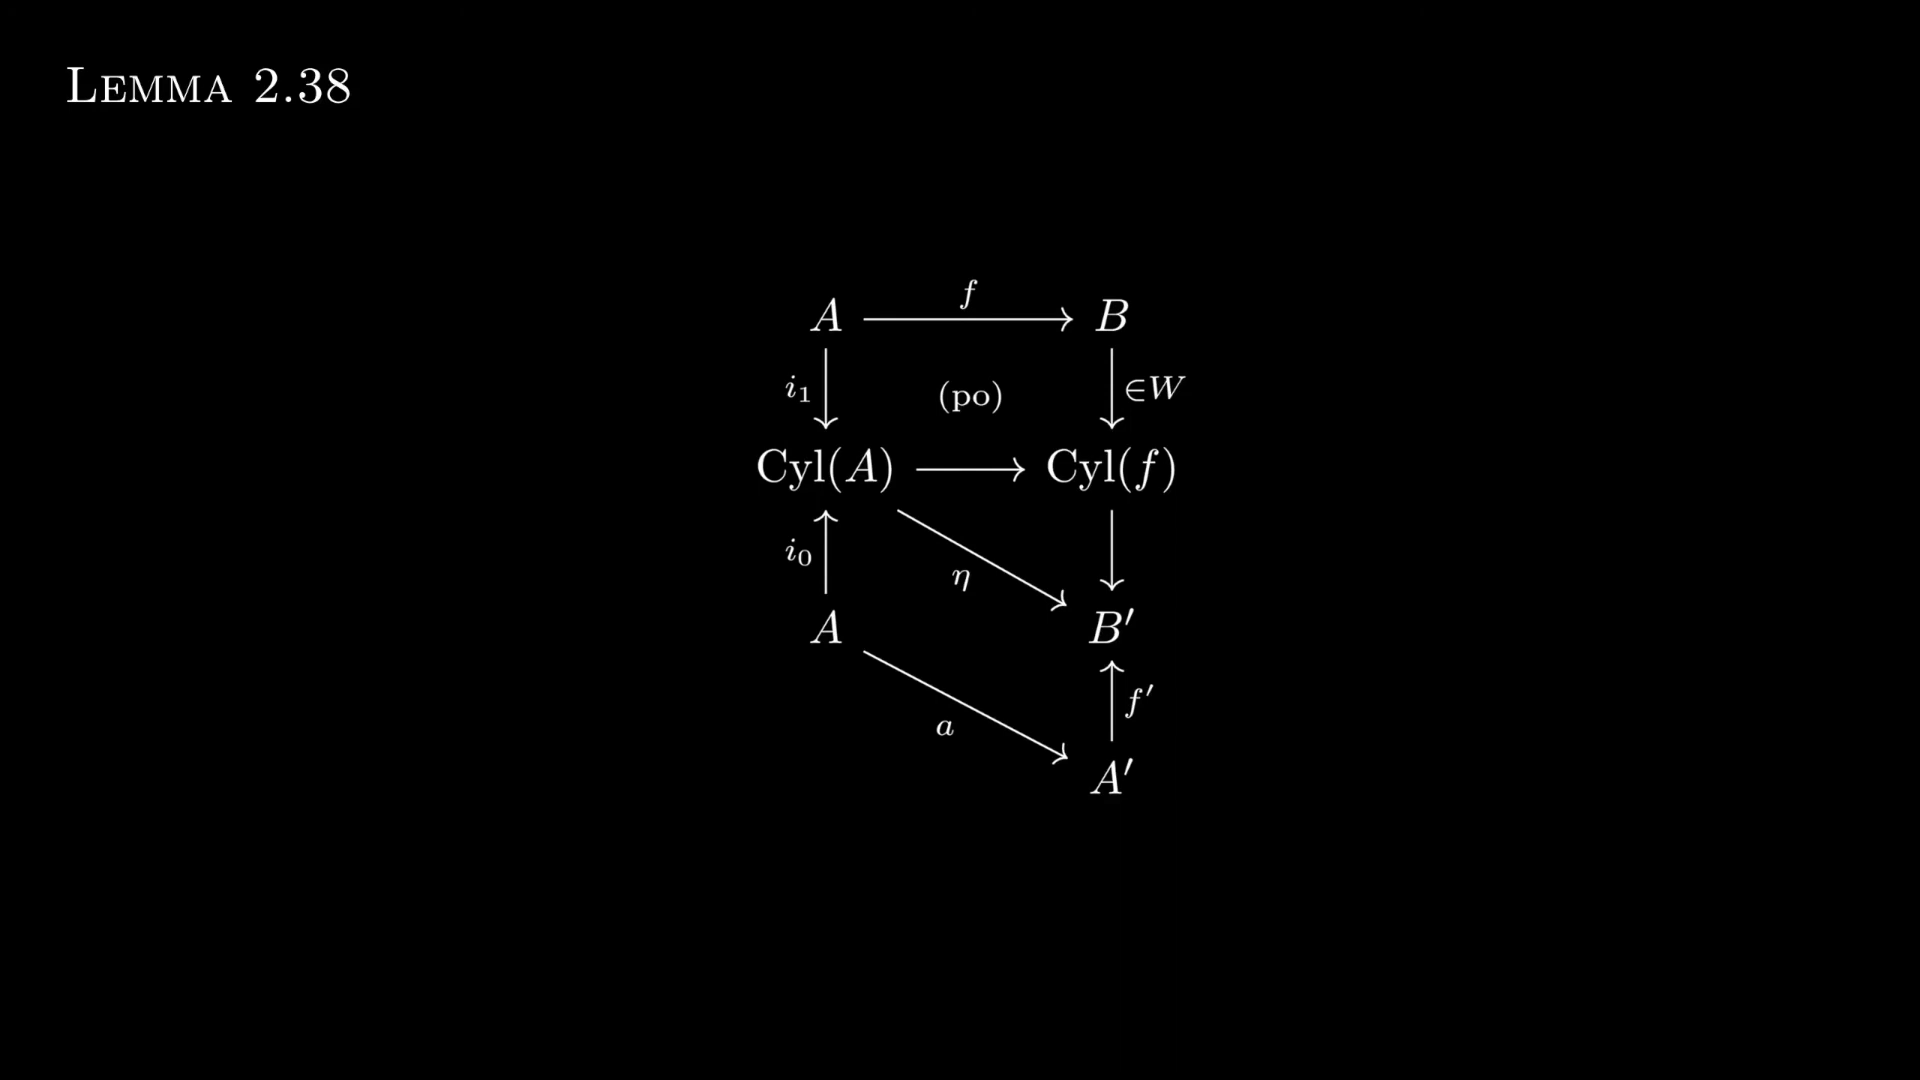 LEMMA 2.38
f
A B
i₁ (po) ∈W
Cyl(A) Cyl(f)
i₀ η
A B′
a f′
A′